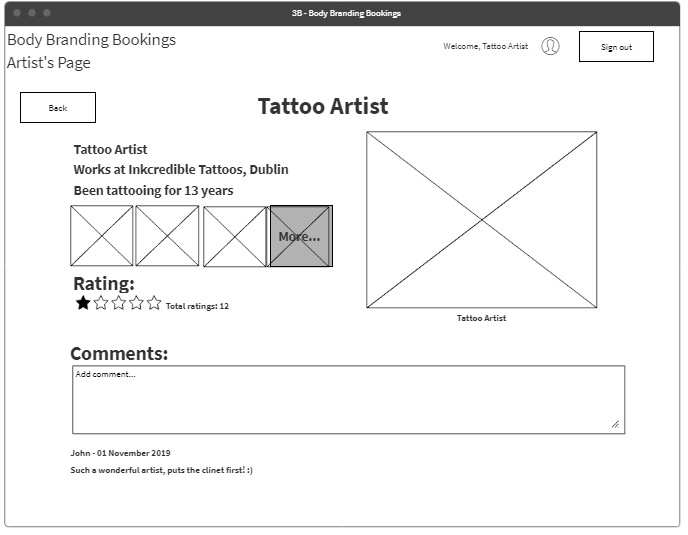 3B - Body Branding Bookings
Body Branding Bookings
Artist's Page
Welcome, Tattoo Artist
Sign out
Back
Tattoo Artist
Tattoo Artist
Works at Inkcredible Tattoos, Dublin
Been tattooing for 13 years
More...
Rating:
Total ratings: 12
Tattoo Artist
Comments:
Add comment...
John - 01 November 2019
Such a wonderful artist, puts the clinet first! :)